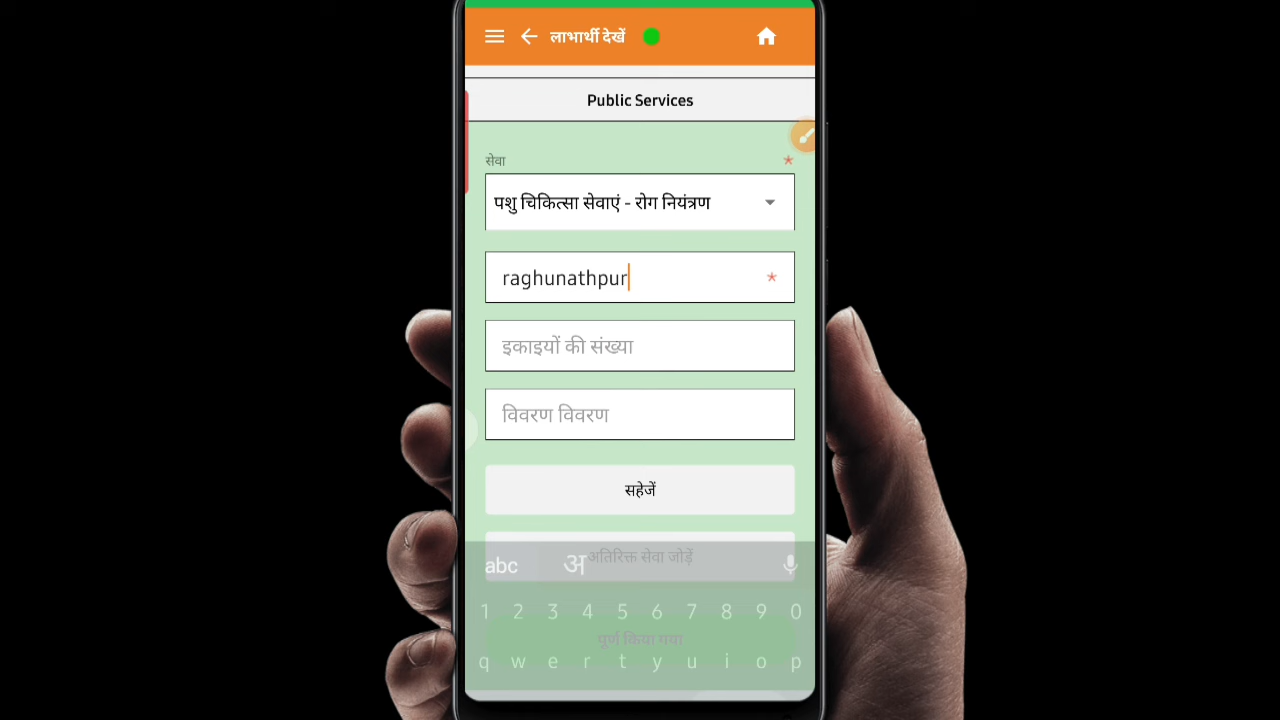 लाभार्थी देखें
Public Services
सेवा *
पशु चिकित्सा सेवाएं - रोग नियंत्रण
raghunathpur *
इकाइयों की संख्या
विवरण विवरण
सहेजें
अतिरिक्त सेवा जोड़ें
abc अ
1 2 3 4 5 6 7 8 9 0
पूर्ण किया गया
q w e r t y u i o p